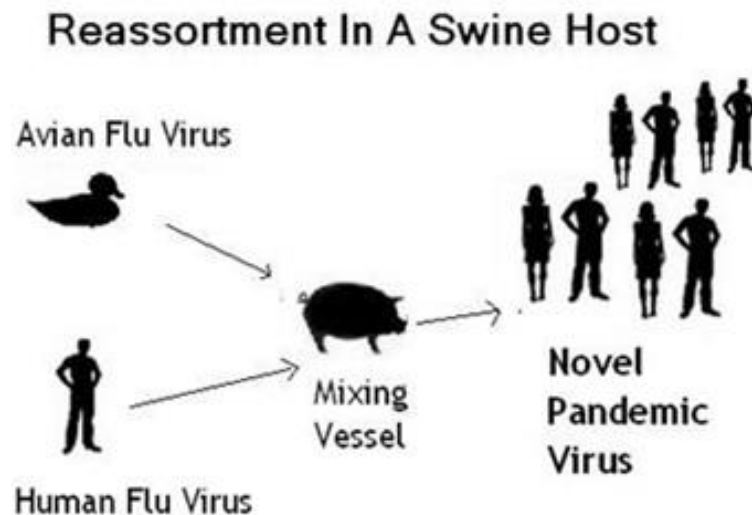 Reassortment In A Swine Host
Avian Flu Virus
Mixing
Vessel
Human Flu Virus
Novel
Pandemic
Virus